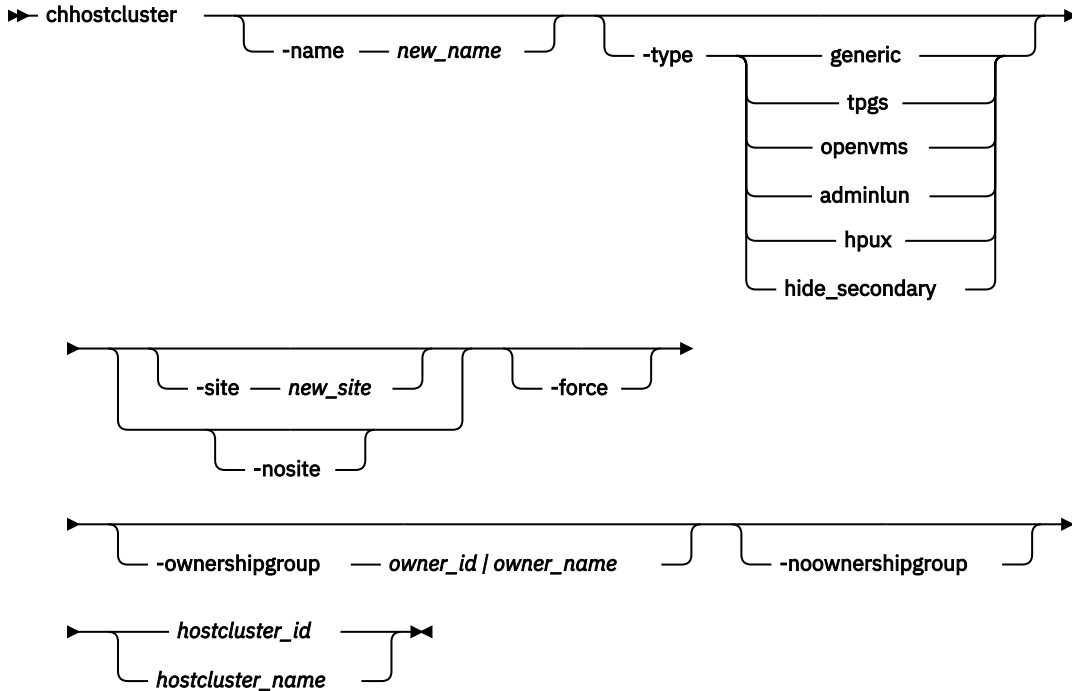 chhostcluster
-name new_name
-type generic
tpgs
openvms
adminlun
hpux
hide_secondary
-site new_site
-force
-nosite
-ownershipgroup owner_id | owner_name
-noownershipgroup
hostcluster_id
hostcluster_name